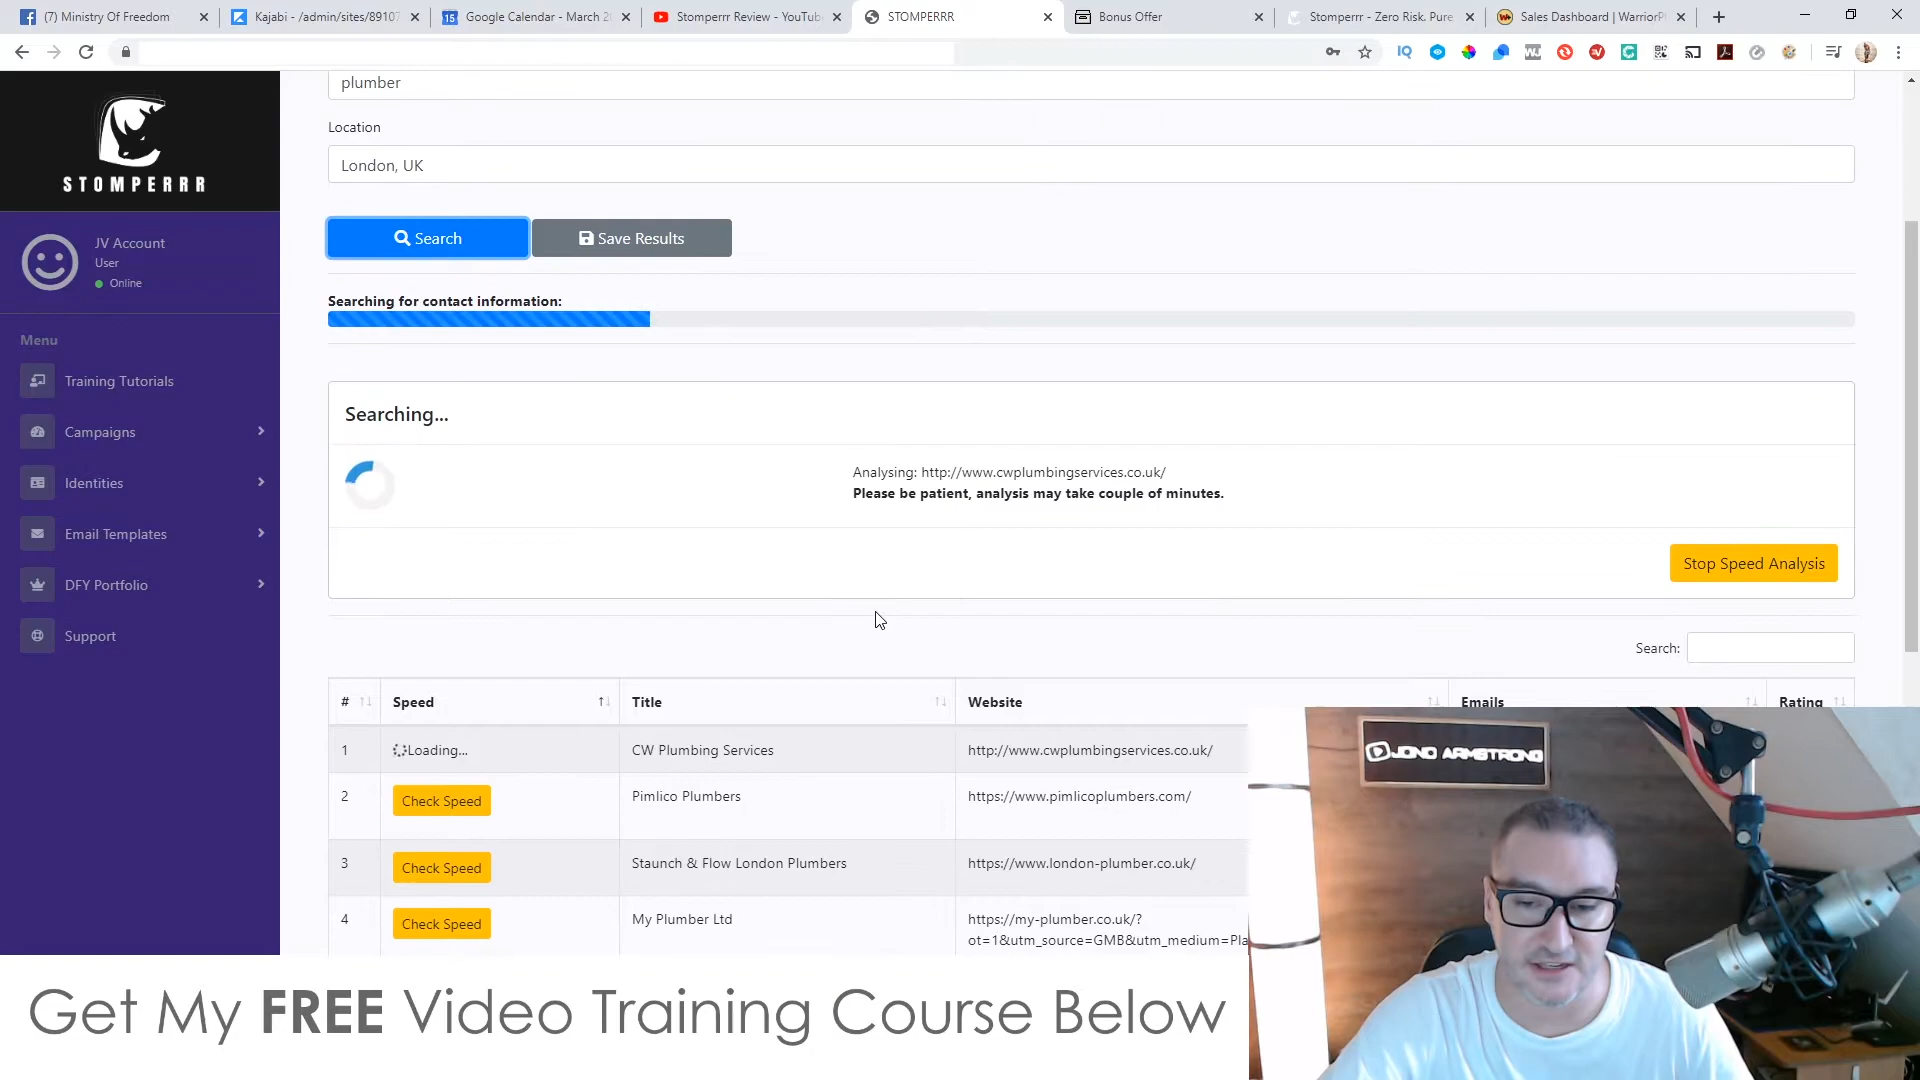 (7) Ministry Of Freedom
Kajabi - /admin/sites/89107
Google Calendar - March 2
Stomperrr Review - YouTub
STOMPERRR
Bonus Offer
Stomperrr - Zero Risk. Pure
Sales Dashboard | WarriorP
plumber
Location
London, UK
STOMPERRR
Search
Save Results
JV Account
User
Online
Searching for contact information:
Menu
Training Tutorials
Campaigns
Identities
Email Templates
DFY Portfolio
Support
Searching...
Analysing: http://www.cwplumbingservices.co.uk/
Please be patient, analysis may take couple of minutes.
Stop Speed Analysis
Search:
# Speed Title Website Emails Rating
1 Loading... CW Plumbing Services http://www.cwplumbingservices.co.uk/
2 Check Speed Pimlico Plumbers https://www.pimlicoplumbers.com/
3 Check Speed Staunch & Flow London Plumbers https://www.london-plumber.co.uk/
4 Check Speed My Plumber Ltd https://my-plumber.co.uk/?
ot=1&utm_source=GMB&utm_medium=Pla
JONO ARMSTRONG
Get My FREE Video Training Course Below